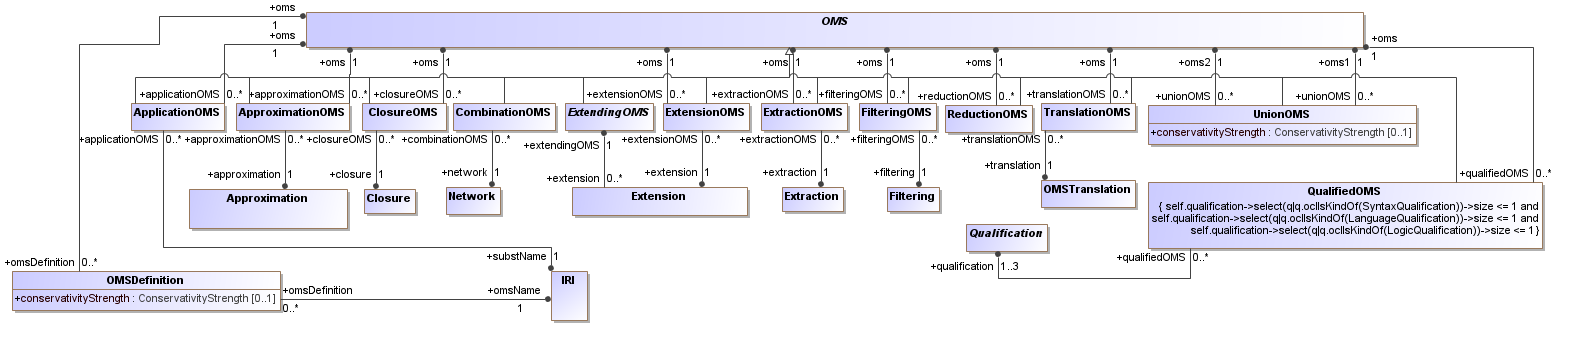 +oms
OMS
1
+oms
+oms
1
1
+oms 1
+oms 1
+oms 1
+oms 1
+oms 1
+oms 1
+oms 1
+oms2 1
+oms1 1
+applicationOMS 0..*
+approximationOMS 0..*
+closureOMS 0..*
+extensionOMS 0..*
+extractionOMS 0..*
+filteringOMS 0..*
+reductionOMS 0..*
+translationOMS 0..*
+unionOMS 0..*
+unionOMS 0..*
ApplicationOMS
ApproximationOMS
ClosureOMS
CombinationOMS
ExtendingOMS
ExtensionOMS
ExtractionOMS
FilteringOMS
ReductionOMS
TranslationOMS
UnionOMS
+conservativityStrength : ConservativityStrength [0..1]
+applicationOMS 0..*
+approximationOMS 0..*
+closureOMS 0..*
+combinationOMS 0..*
+extendingOMS 1
+extensionOMS 0..*
+extractionOMS 0..*
+filteringOMS 0..*
+translationOMS 0..*
+approximation 1
+closure 1
+network 1
+extension 0..*
+extension 1
+extraction 1
+filtering 1
+translation 1
+qualifiedOMS 0..*
Approximation
Closure
Network
Extension
Extraction
Filtering
OMSTranslation
QualifiedOMS
{ self.qualification->select(q|q.oclIsKindOf(SyntaxQualification))->size <= 1 and
self.qualification->select(q|q.oclIsKindOf(LanguageQualification))->size <= 1 and
self.qualification->select(q|q.oclIsKindOf(LogicQualification))->size <= 1 }
Qualification
+qualification 1..3
+qualifiedOMS 0..*
+substName 1
+omsDefinition 0..*
OMSDefinition
+conservativityStrength : ConservativityStrength [0..1]
+omsDefinition
0..*
+omsName
1
IRI